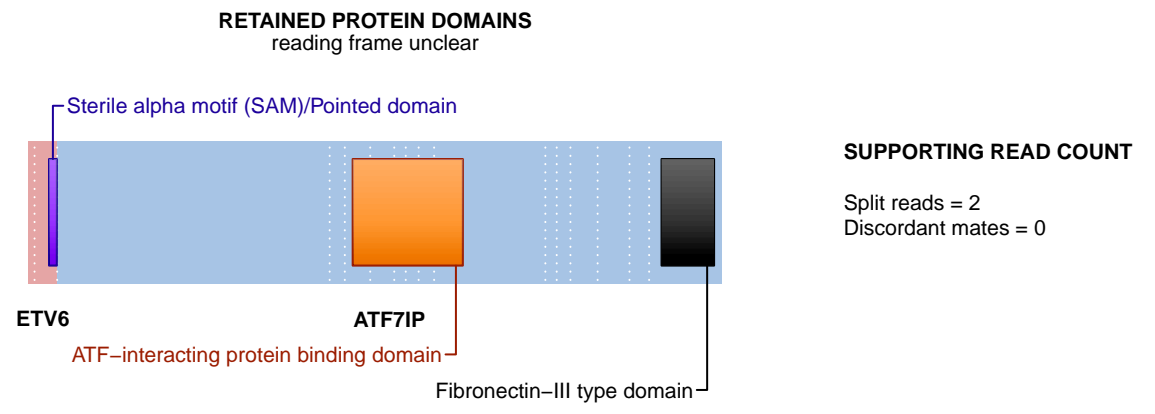 RETAINED PROTEIN DOMAINS
reading frame unclear
Sterile alpha motif (SAM)/Pointed domain
SUPPORTING READ COUNT
Split reads = 2
Discordant mates = 0
ETV6
ATF7IP
ATF−interacting protein binding domain
Fibronectin−III type domain